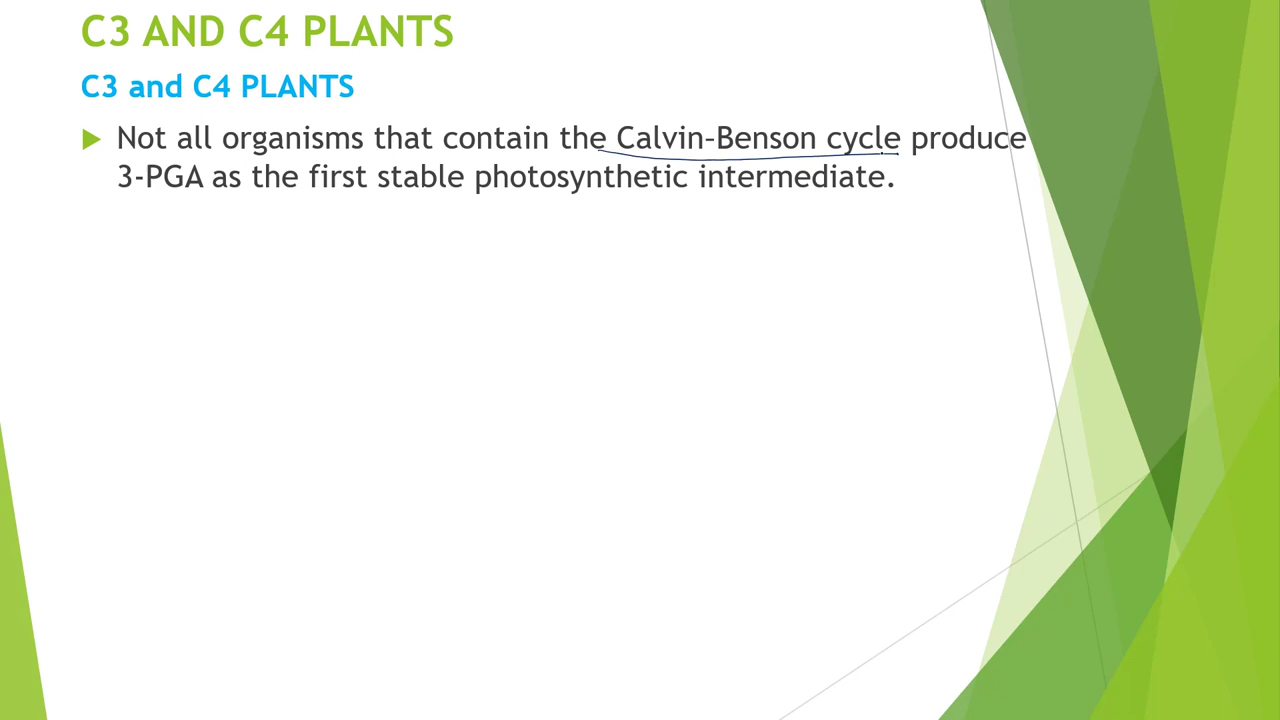 C3 AND C4 PLANTS
C3 and C4 PLANTS
Not all organisms that contain the Calvin–Benson cycle produce
3-PGA as the first stable photosynthetic intermediate.